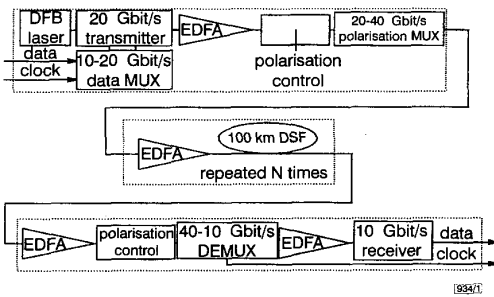 DFB
laser
20 Gbit/s
transmitter
EDFA
20-40 Gbit/s
polarisation MUX
data
clock
10-20 Gbit/s
data MUX
polarisation
control
EDFA
100 km DSF
repeated N times
EDFA
polarisation
control
40-10 Gbit/s
DEMUX
EDFA
10 Gbit/s
receiver
data
clock
934/1